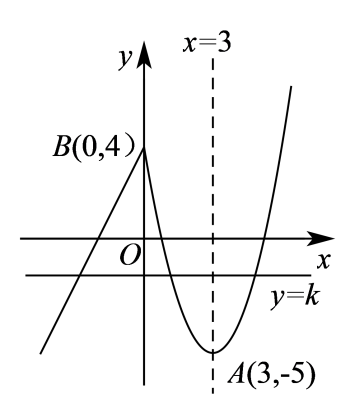 x=3
y
B(0,4）
O
x
y=k
A(3,-5)